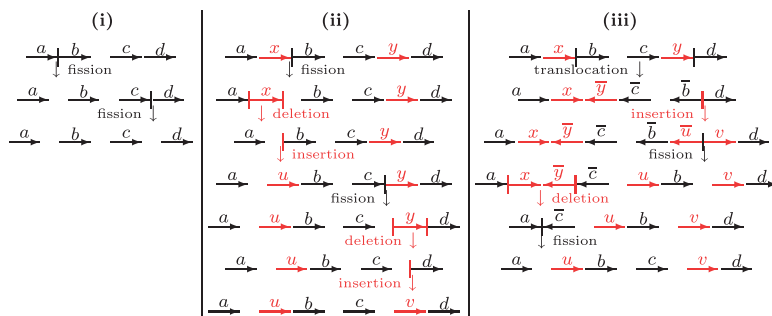 (i)
a b c d
fission
a b c d
fission
a b c d
(ii)
a x b c y d
fission
a x b c y d
deletion
a b c y d
insertion
a u b c y d
fission
a u b c y d
deletion
a u b c d
insertion
a u b c v d
(iii)
a x b c y d
translocation
a x y̅ c̅ b̅ d
insertion
a x y̅ c̅ b̅ u̅ v d
fission
a x y̅ c̅ u b v d
deletion
a c̅ u b v d
fission
a u b c v d